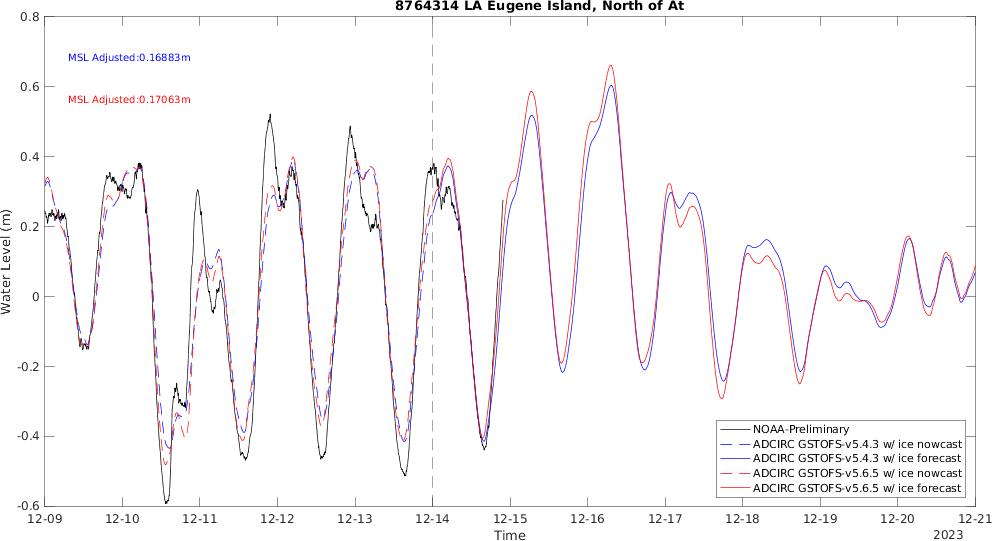 8764314 LA Eugene Island, North of At
0.8
0.6
0.4
0.2
0
-0.2
-0.4
-0.6
Water Level (m)
MSL Adjusted:0.16883m
MSL Adjusted:0.17063m
NOAA-Preliminary
ADCIRC GSTOFS-v5.4.3 w/ ice nowcast
ADCIRC GSTOFS-v5.4.3 w/ ice forecast
ADCIRC GSTOFS-v5.6.5 w/ ice nowcast
ADCIRC GSTOFS-v5.6.5 w/ ice forecast
12-09 12-10 12-11 12-12 12-13 12-14 12-15 12-16 12-17 12-18 12-19 12-20 12-21
Time
2023